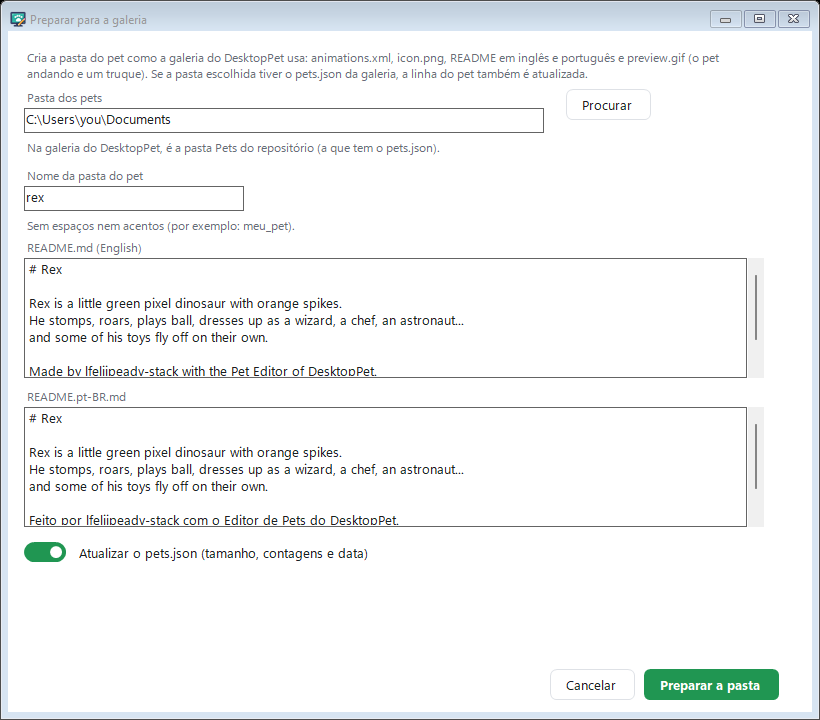 Preparar para a galeria
Cria a pasta do pet como a galeria do DesktopPet usa: animations.xml, icon.png, README em inglês e português e preview.gif (o pet
andando e um truque). Se a pasta escolhida tiver o pets.json da galeria, a linha do pet também é atualizada.
Pasta dos pets
C:\Users\you\Documents
Procurar
Na galeria do DesktopPet, é a pasta Pets do repositório (a que tem o pets.json).
Nome da pasta do pet
rex
Sem espaços nem acentos (por exemplo: meu_pet).
README.md (English)
# Rex
Rex is a little green pixel dinosaur with orange spikes.
He stomps, roars, plays ball, dresses up as a wizard, a chef, an astronaut...
and some of his toys fly off on their own.
Made by lfelipeadv-stack with the Pet Editor of DesktopPet.
README.pt-BR.md
# Rex
Rex is a little green pixel dinosaur with orange spikes.
He stomps, roars, plays ball, dresses up as a wizard, a chef, an astronaut...
and some of his toys fly off on their own.
Feito por lfelipeadv-stack com o Editor de Pets do DesktopPet.
Atualizar o pets.json (tamanho, contagens e data)
Cancelar
Preparar a pasta